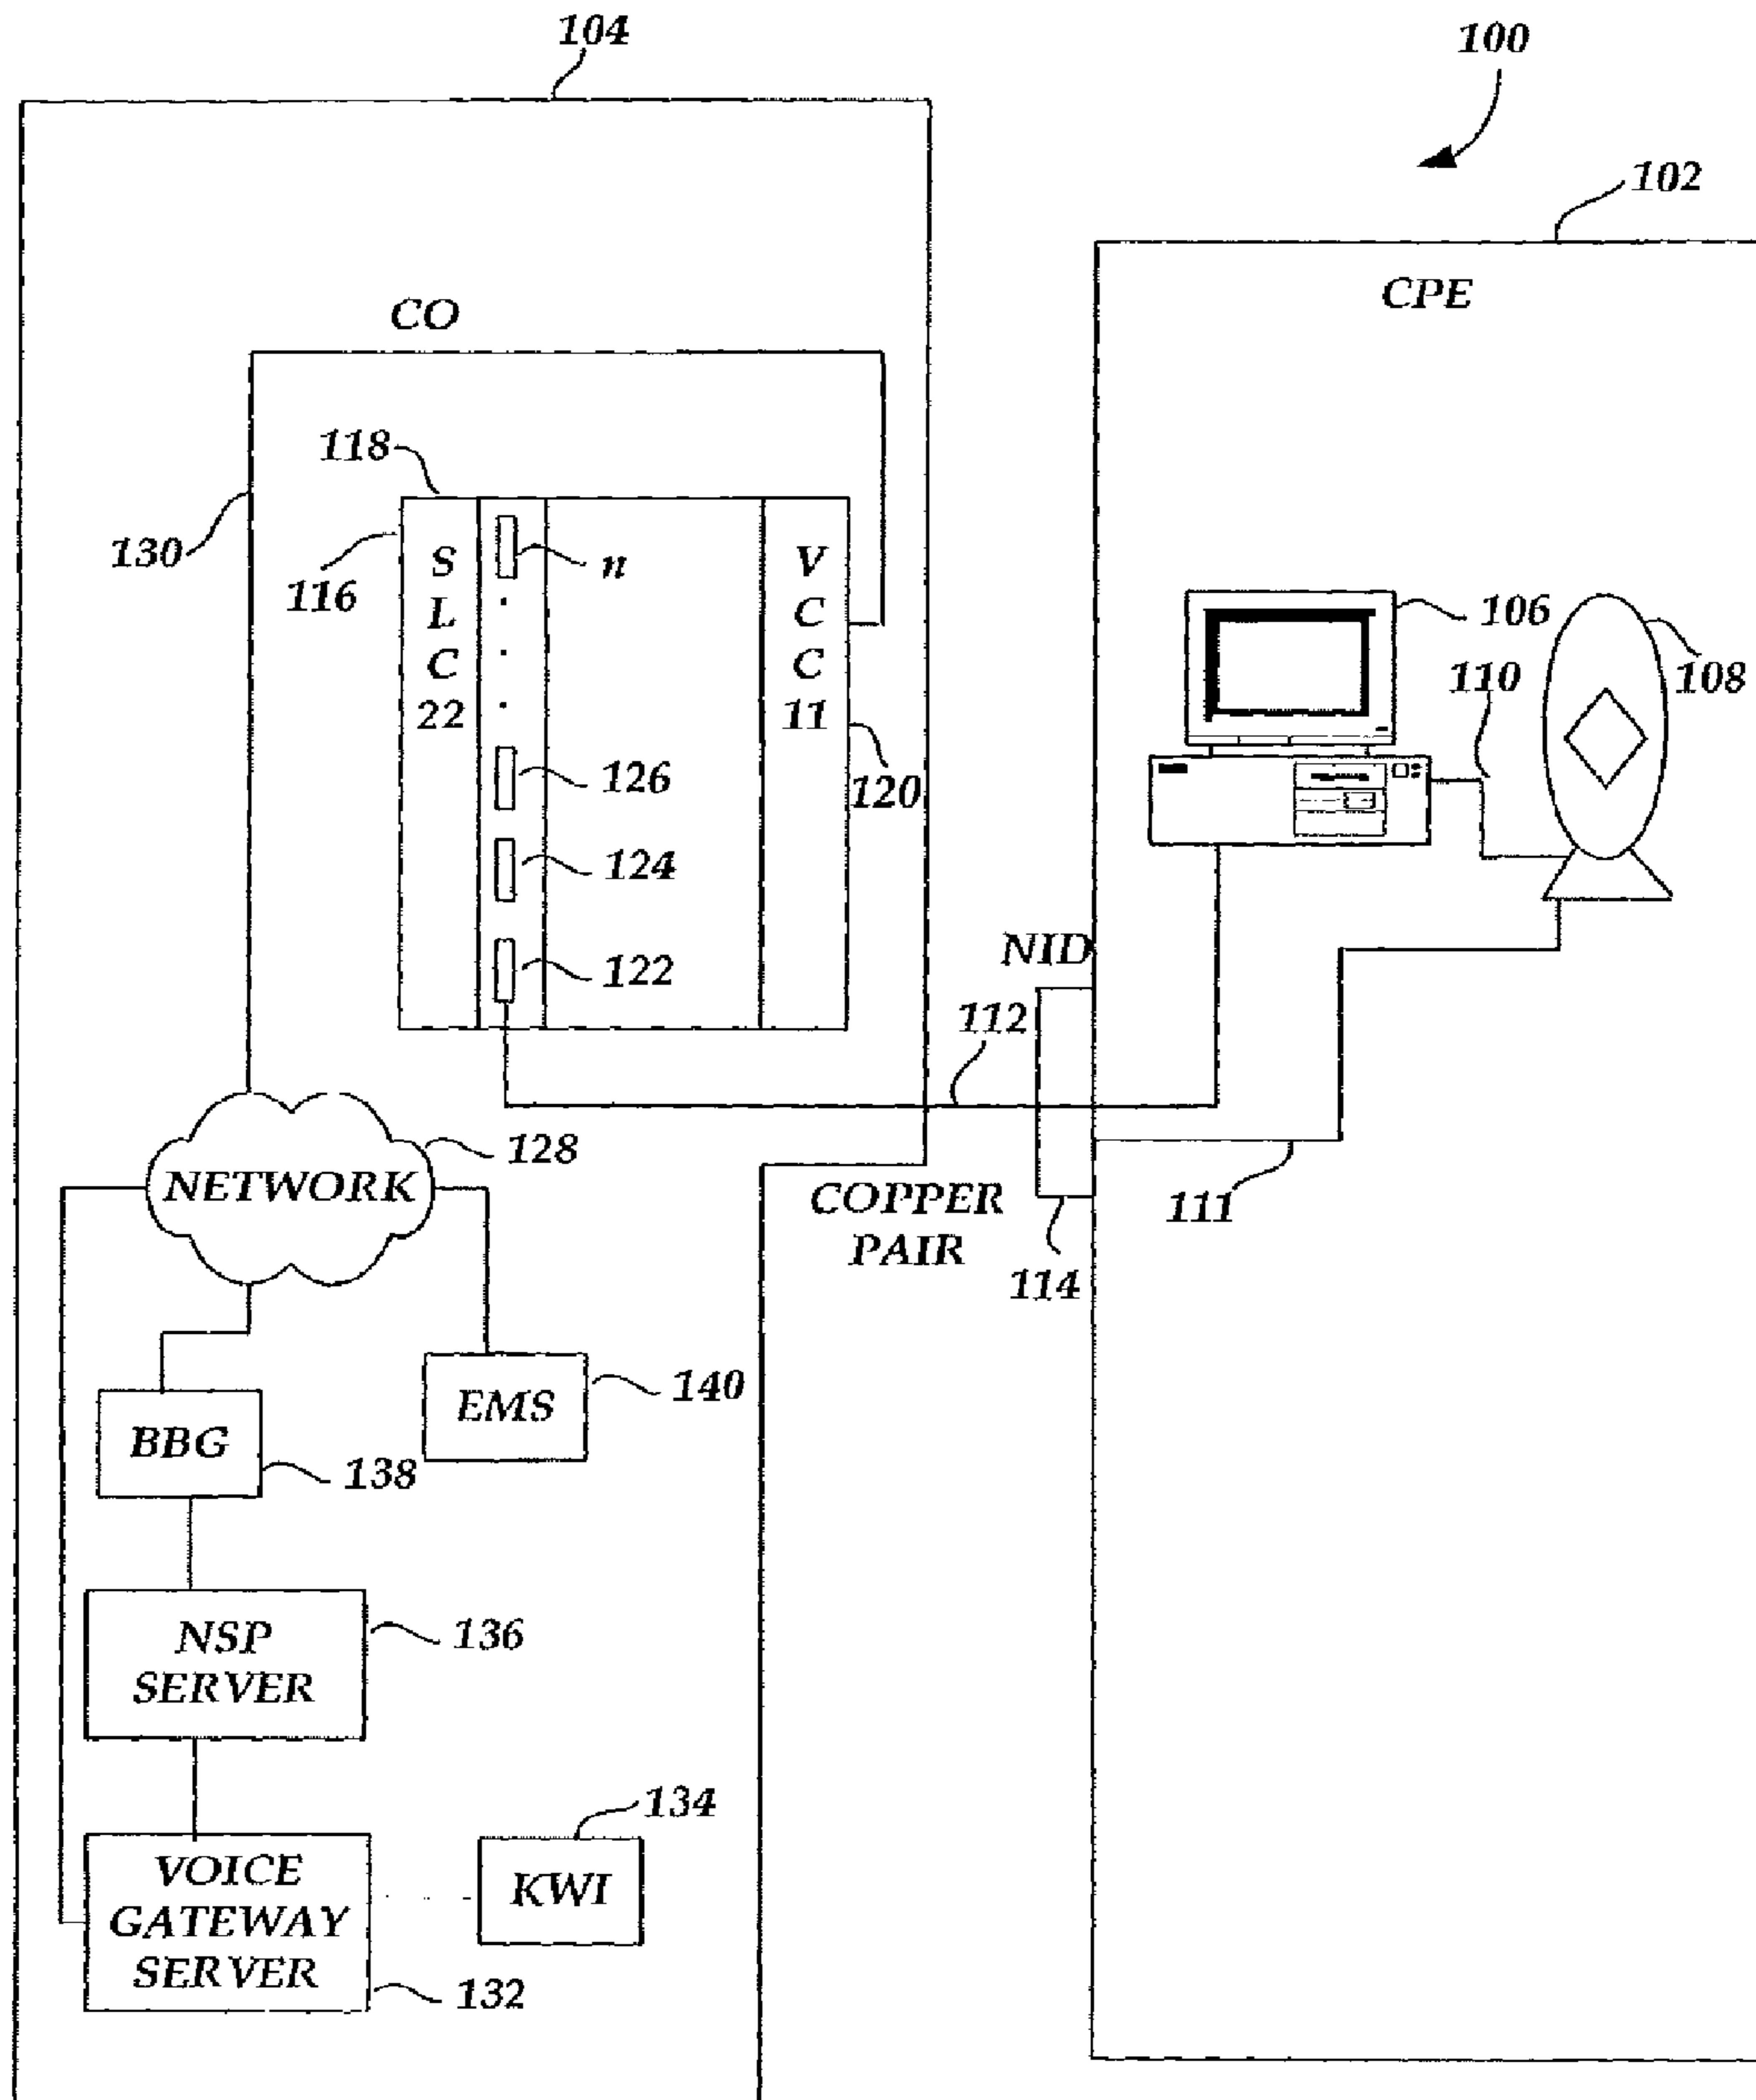 104
100
102
CPE
CO
118
130
116
S
L
C
22
n
V
C
C
11
106
110
108
120
126
124
122
NID
112
128
NETWORK
COPPER
PAIR
114
111
EMS
140
BBG
138
NSP
SERVER
136
134
VOICE
GATEWAY
SERVER
KWI
132